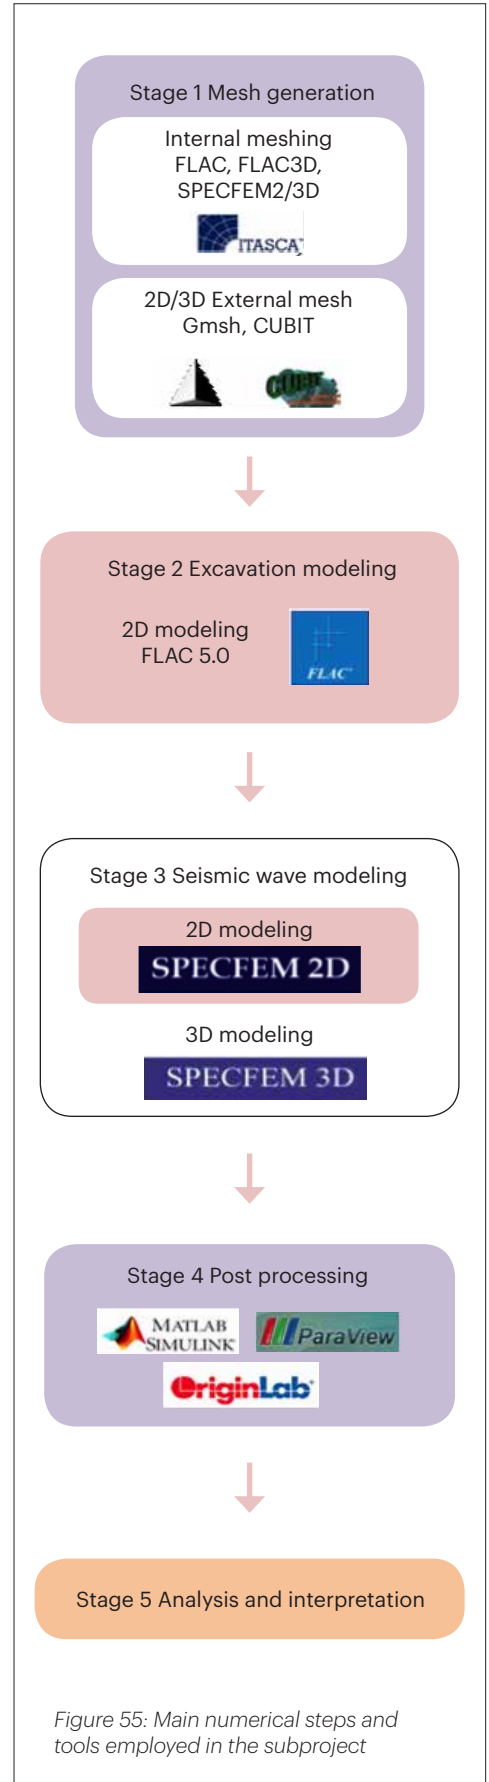 Stage 1 Mesh generation
Internal meshing
FLAC, FLAC3D,
SPECFEM2/3D
ITASCA
2D/3D External mesh
Gmsh, CUBIT
CUBIT
Stage 2 Excavation modeling
2D modeling
FLAC 5.0
FLAC
Stage 3 Seismic wave modeling
2D modeling
SPECFEM 2D
3D modeling
SPECFEM 3D
Stage 4 Post processing
MATLAB
SIMULINK
ParaView
OriginLab
Stage 5 Analysis and interpretation
Figure 55: Main numerical steps and
tools employed in the subproject